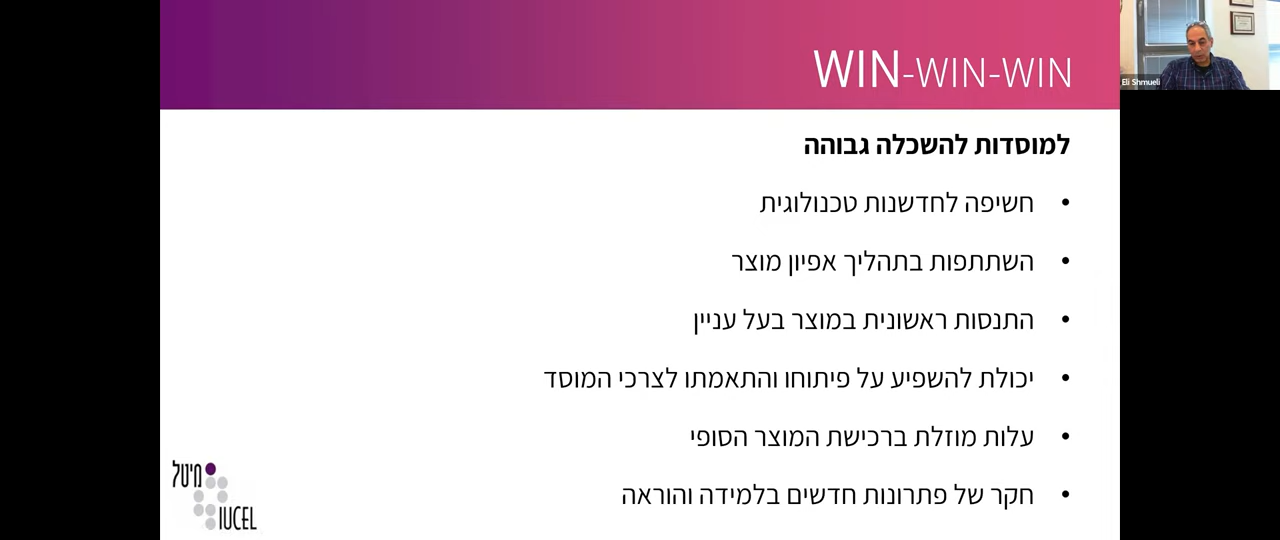 WIN-WIN-WIN
Eli Shmueli
למוסדות להשכלה גבוהה
• חשיפה לחדשנות טכנולוגית
• השתתפות בתהליך אפיון מוצר
• התנסות ראשונית במוצר בעל עניין
• יכולת להשפיע על פיתוחו והתאמתו לצרכי המוסד
• עלות מוזלת ברכישת המוצר הסופי
• חקר של פתרונות חדשים בלמידה והוראה
מיטל
IUCEL